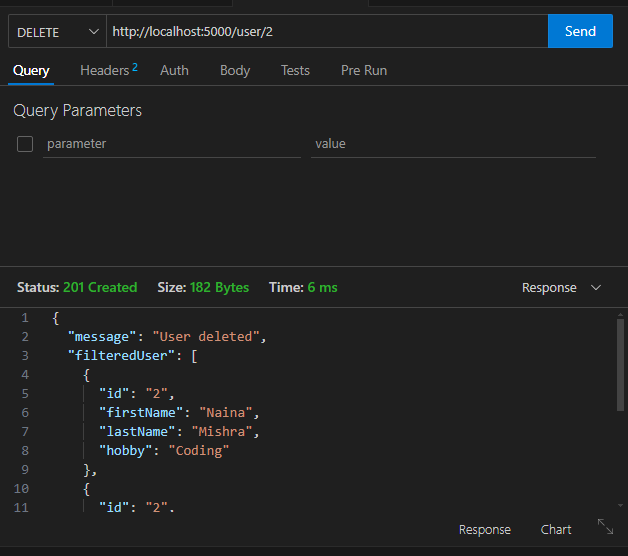 DELETE http://localhost:5000/user/2 Send
Query Headers 2 Auth Body Tests Pre Run
Query Parameters
parameter value
Status: 201 Created Size: 182 Bytes Time: 6 ms Response
1 {
2 "message": "User deleted",
3 "filteredUser": [
4 {
5 "id": "2",
6 "firstName": "Naina",
7 "lastName": "Mishra",
8 "hobby": "Coding"
9 },
10 {
11 "id": "2",
Response Chart